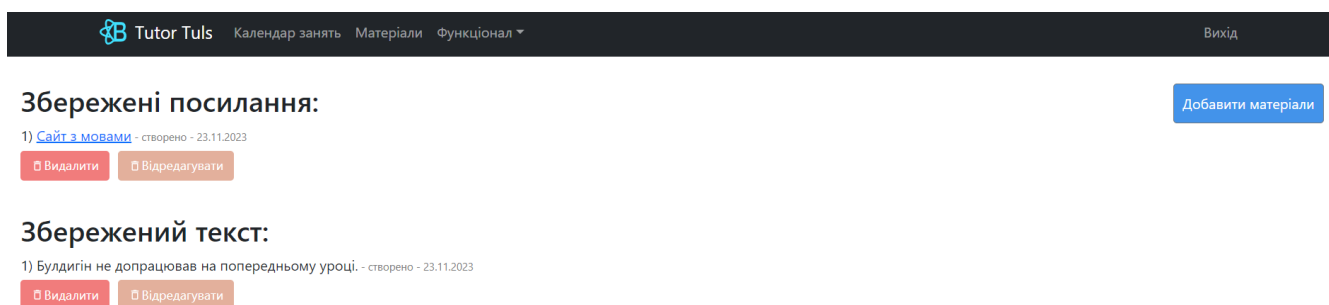 Tutor Tuls Календар занять Матеріали Функціонал Вихід
Збережені посилання:
Добавити матеріали
1) Сайт з мовами - створено - 23.11.2023
Видалити Відредагувати
Збережений текст:
1) Булдигін не допрацював на попередньому уроці. - створено - 23.11.2023
Видалити Відредагувати